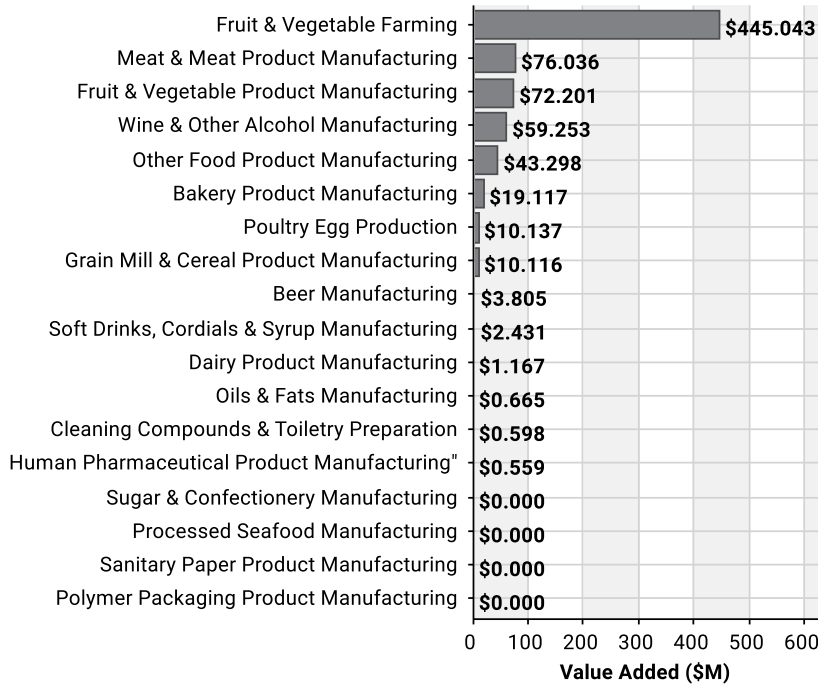 Fruit & Vegetable Farming $445.043
Meat & Meat Product Manufacturing $76.036
Fruit & Vegetable Product Manufacturing $72.201
Wine & Other Alcohol Manufacturing $59.253
Other Food Product Manufacturing $43.298
Bakery Product Manufacturing $19.117
Poultry Egg Production $10.137
Grain Mill & Cereal Product Manufacturing $10.116
Beer Manufacturing $3.805
Soft Drinks, Cordials & Syrup Manufacturing $2.431
Dairy Product Manufacturing $1.167
Oils & Fats Manufacturing $0.665
Cleaning Compounds & Toiletry Preparation $0.598
Human Pharmaceutical Product Manufacturing" $0.559
Sugar & Confectionery Manufacturing $0.000
Processed Seafood Manufacturing $0.000
Sanitary Paper Product Manufacturing $0.000
Polymer Packaging Product Manufacturing $0.000
0 100 200 300 400 500 600
Value Added ($M)